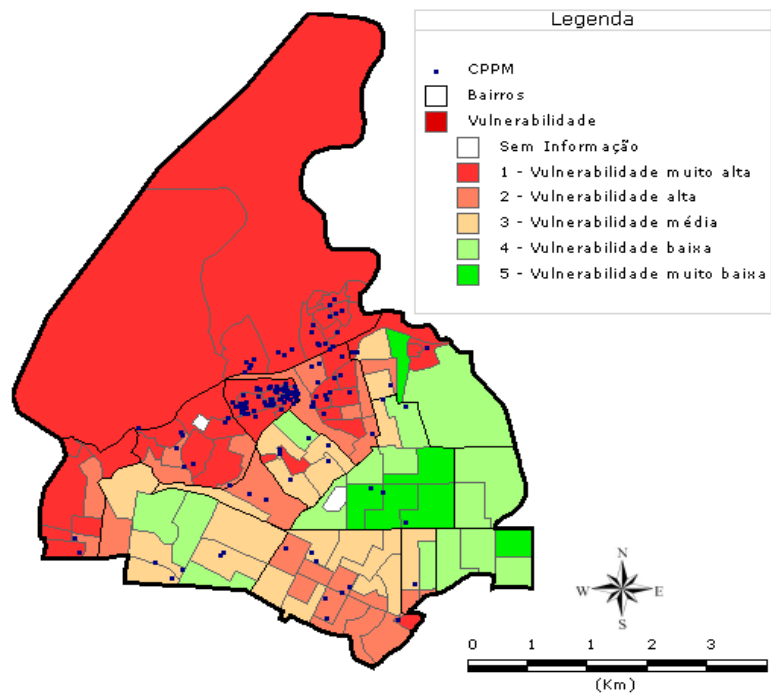 Legenda
CPPM
Bairros
Vulnerabilidade
Sem Informação
1 - Vulnerabilidade muito alta
2 - Vulnerabilidade alta
3 - Vulnerabilidade média
4 - Vulnerabilidade baixa
5 - Vulnerabilidade muito baixa
N
W E
S
0 1 1 2 3
(Km)